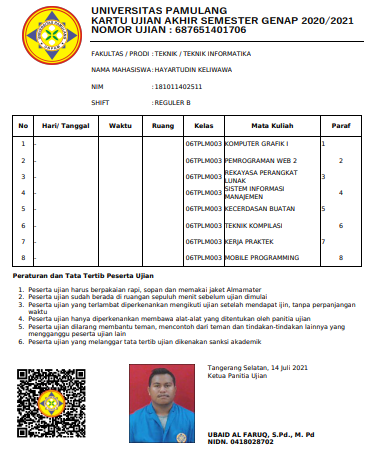 UNIVERSITAS PAMULANG
KARTU UJIAN AKHIR SEMESTER GENAP 2020/2021
NOMOR UJIAN : 687651401706
FAKULTAS / PRODI : TEKNIK / TEKNIK INFORMATIKA
NAMA MAHASISWA : HAYARTUDIN KELIWAWA
NIM : 181011402511
SHIFT : REGULER B
No Hari/ Tanggal Waktu Ruang Kelas Mata Kuliah Paraf
1 - 06TPLM003 KOMPUTER GRAFIK I 1
2 - 06TPLM003 PEMROGRAMAN WEB 2 2
3 - 06TPLM003 REKAYASA PERANGKAT LUNAK 3
4 - 06TPLM003 SISTEM INFORMASI MANAJEMEN 4
5 - 06TPLM003 KECERDASAN BUATAN 5
6 - 06TPLM003 TEKNIK KOMPILASI 6
7 - 06TPLM003 KERJA PRAKTEK 7
8 - 06TPLM003 MOBILE PROGRAMMING 8
Peraturan dan Tata Tertib Peserta Ujian
1. Peserta ujian harus berpakaian rapi, sopan dan memakai jaket Almamater
2. Peserta ujian sudah berada di ruangan sepuluh menit sebelum ujian dimulai
3. Peserta ujian yang terlambat diperkenankan mengikuti ujian setelah mendapat ijin, tanpa perpanjangan
waktu
4. Peserta ujian hanya diperkenankan membawa alat-alat yang ditentukan oleh panitia ujian
5. Peserta ujian dilarang membantu teman, mencontoh dari teman dan tindakan-tindakan lainnya yang
mengganggu peserta ujian lain
6. Peserta ujian yang melanggar tata tertib ujian dikenakan sanksi akademik
Tangerang Selatan, 14 Juli 2021
Ketua Panitia Ujian
UBAID AL FARUQ, S.Pd., M. Pd
NIDN. 0418028702